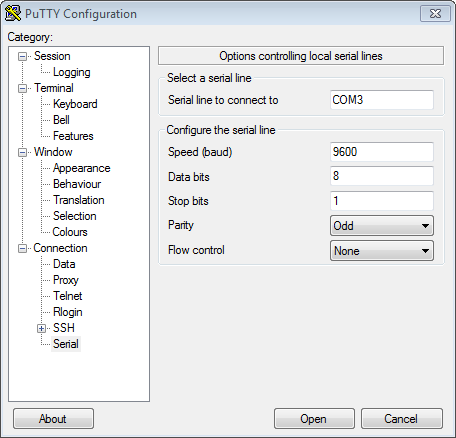 PuTTY Configuration
Category:
Session
Logging
Terminal
Keyboard
Bell
Features
Window
Appearance
Behaviour
Translation
Selection
Colours
Connection
Data
Proxy
Telnet
Rlogin
SSH
Serial
Options controlling local serial lines
Select a serial line
Serial line to connect to COM3
Configure the serial line
Speed (baud) 9600
Data bits 8
Stop bits 1
Parity Odd
Flow control None
About Open Cancel